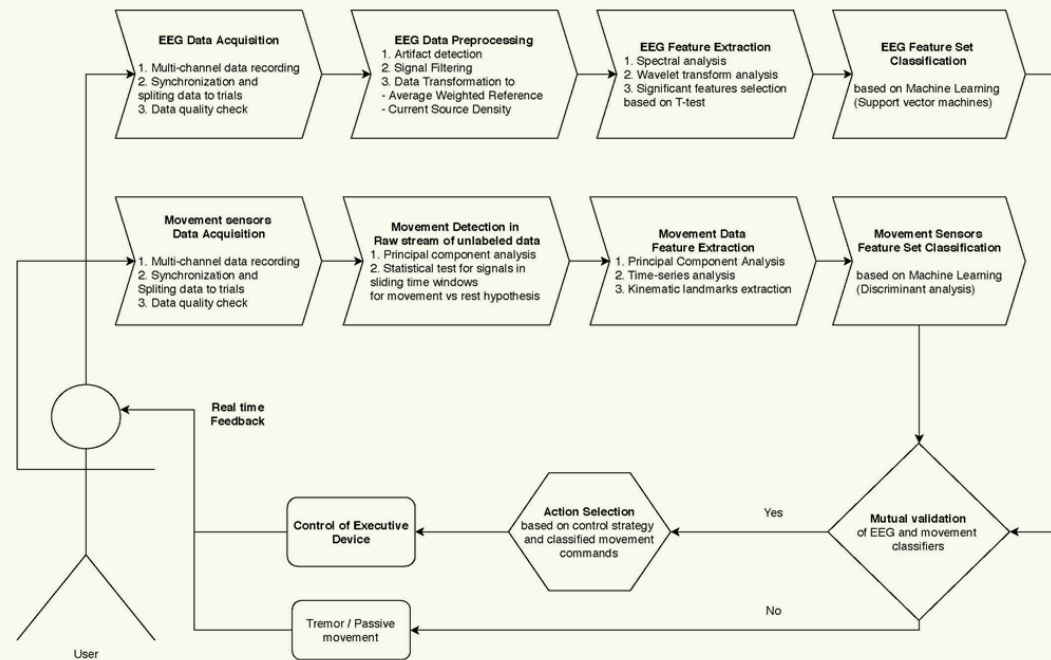 EEG Data Acquisition
1. Multi-channel data recording
2. Synchronization and
spliting data to trials
3. Data quality check
EEG Data Preprocessing
1. Artifact detection
2. Signal Filtering
3. Data Transformation to
- Average Weighted Reference
- Current Source Density
EEG Feature Extraction
1. Spectral analysis
2. Wavelet transform analysis
3. Significant features selection
based on T-test
EEG Feature Set
Classification
based on Machine Learning
(Support vector machines)
Movement sensors
Data Acquisition
1. Multi-channel data recording
2. Synchronization and
Spliting data to trials
3. Data quality check
Movement Detection in
Raw stream of unlabeled data
1. Principal component analysis
2. Statistical test for signals in
sliding time windows
for movement vs rest hypothesis
Movement Data
Feature Extraction
1. Principal Component Analysis
2. Time-series analysis
3. Kinematic landmarks extraction
Movement Sensors
Feature Set Classification
based on Machine Learning
(Discriminant analysis)
Real time
Feedback
Control of Executive
Device
Action Selection
based on control strategy
and classified movement
commands
Yes
Mutual validation
of EEG and movement
classifiers
No
Tremor / Passive
movement
User